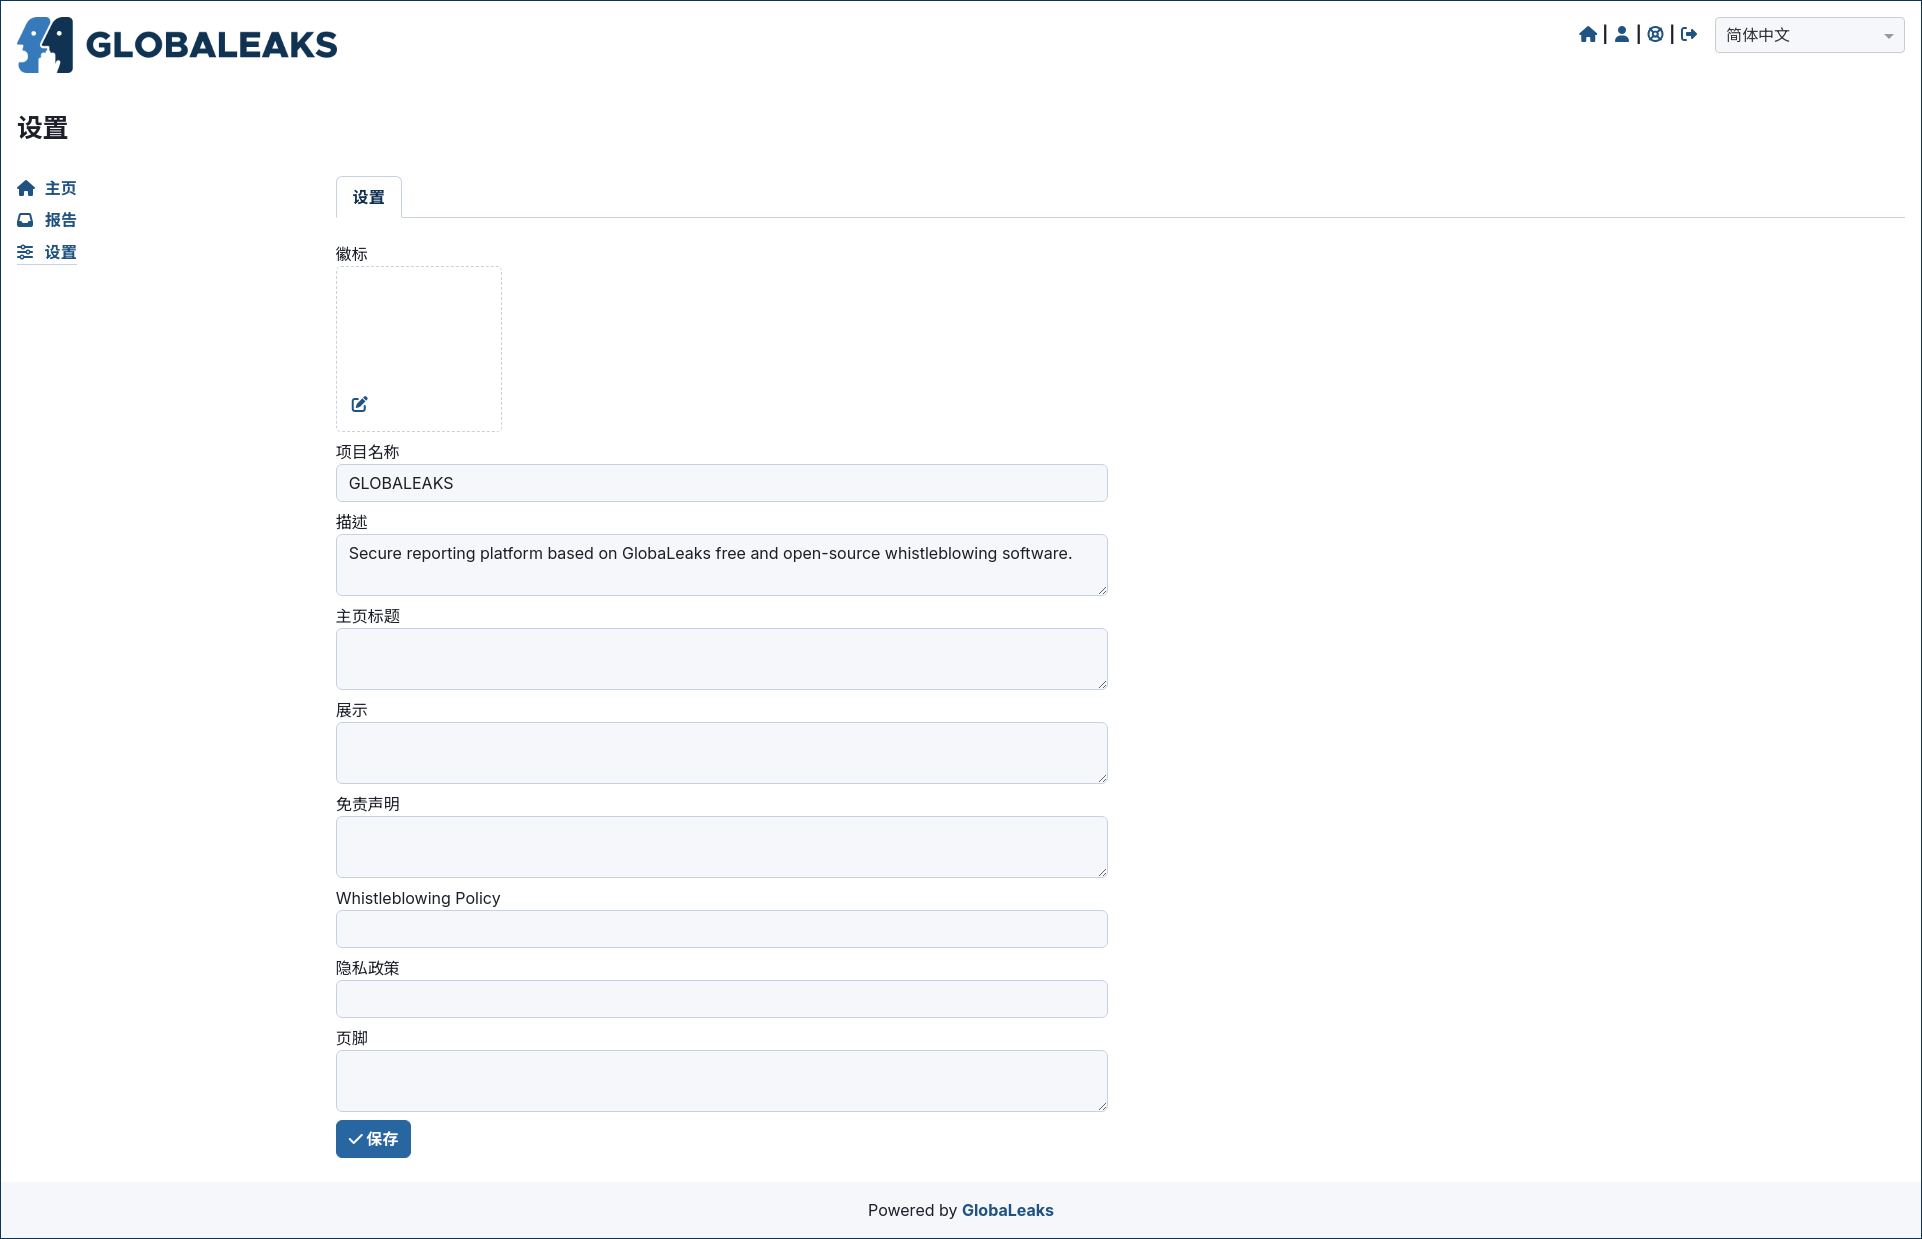 GLOBALEAKS
简体中文
设置
主页
报告
设置
设置
徽标
项目名称
GLOBALEAKS
描述
Secure reporting platform based on GlobaLeaks free and open-source whistleblowing software.
主页标题
展示
免责声明
Whistleblowing Policy
隐私政策
页脚
保存
Powered by GlobaLeaks